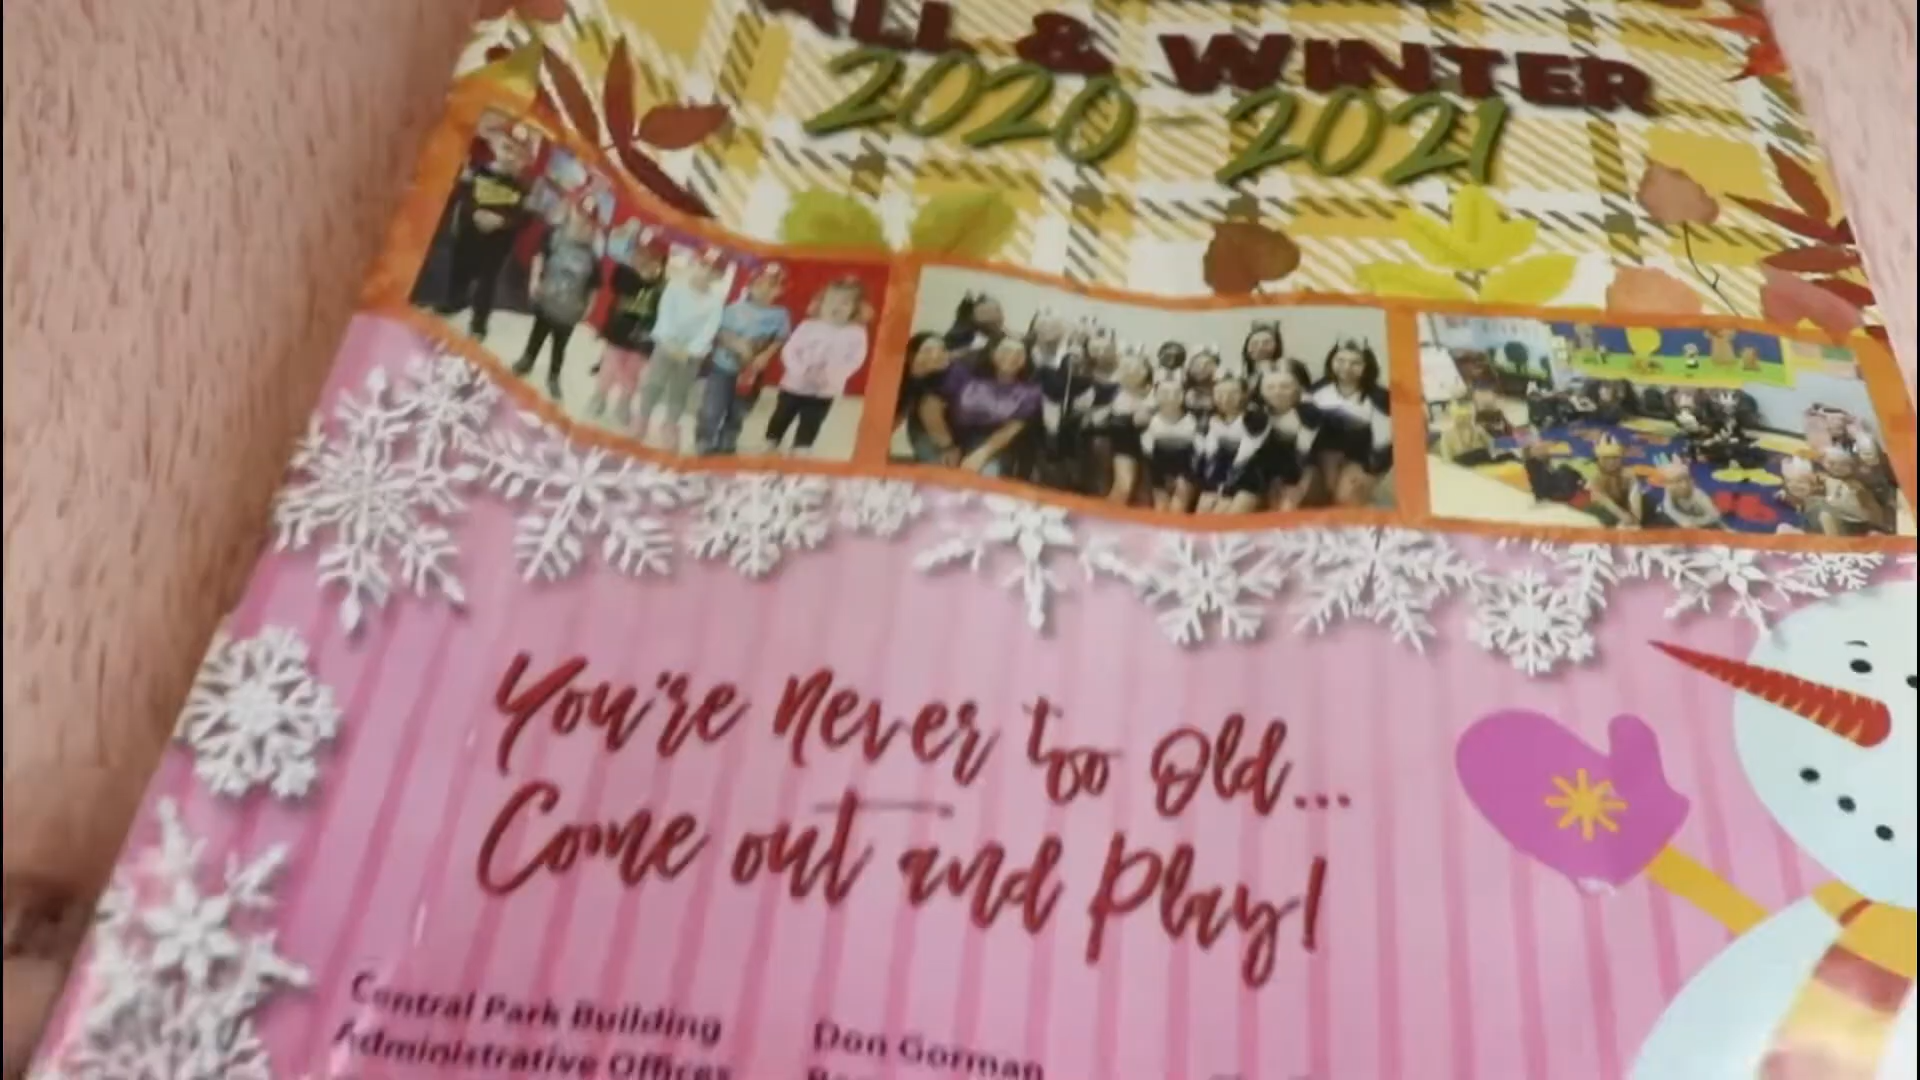 ALL & WINTER
2020-2021
You're never too Old...
Come out and Play!
Central Park Building
Administrative Offices
Don Gorman